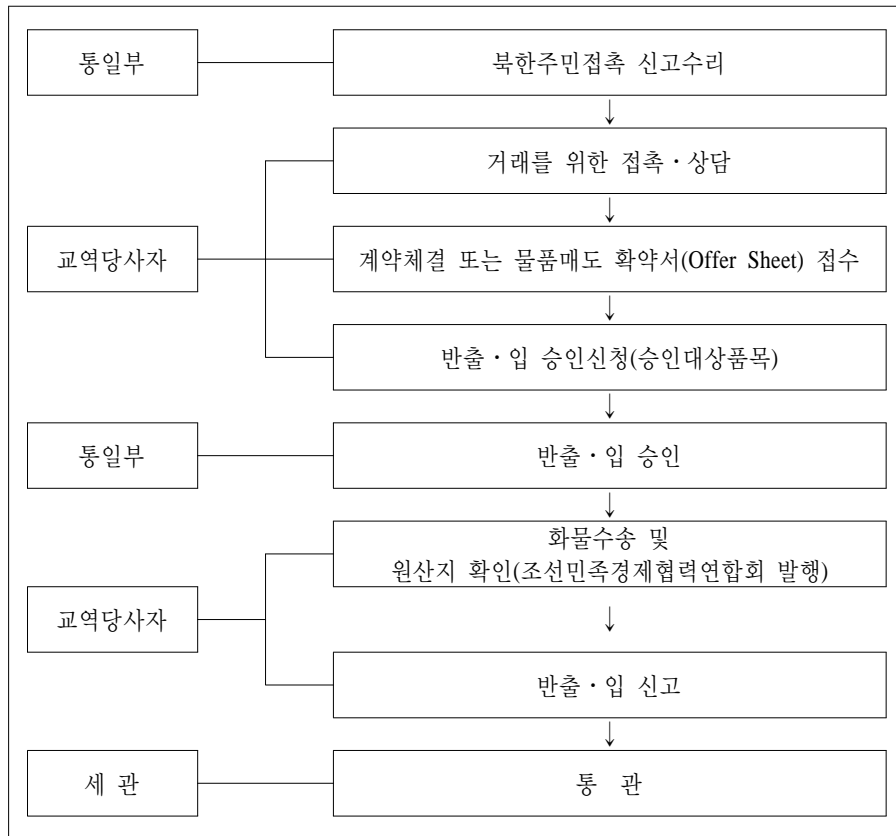 통일부
북한주민접촉 신고수리
거래를 위한 접촉·상담
교역당사자
계약체결 또는 물품매도 확약서(Offer Sheet) 접수
반출·입 승인신청(승인대상품목)
통일부
반출·입 승인
화물수송 및
원산지 확인(조선민족경제협력연합회 발행)
교역당사자
반출·입 신고
세 관
통 관